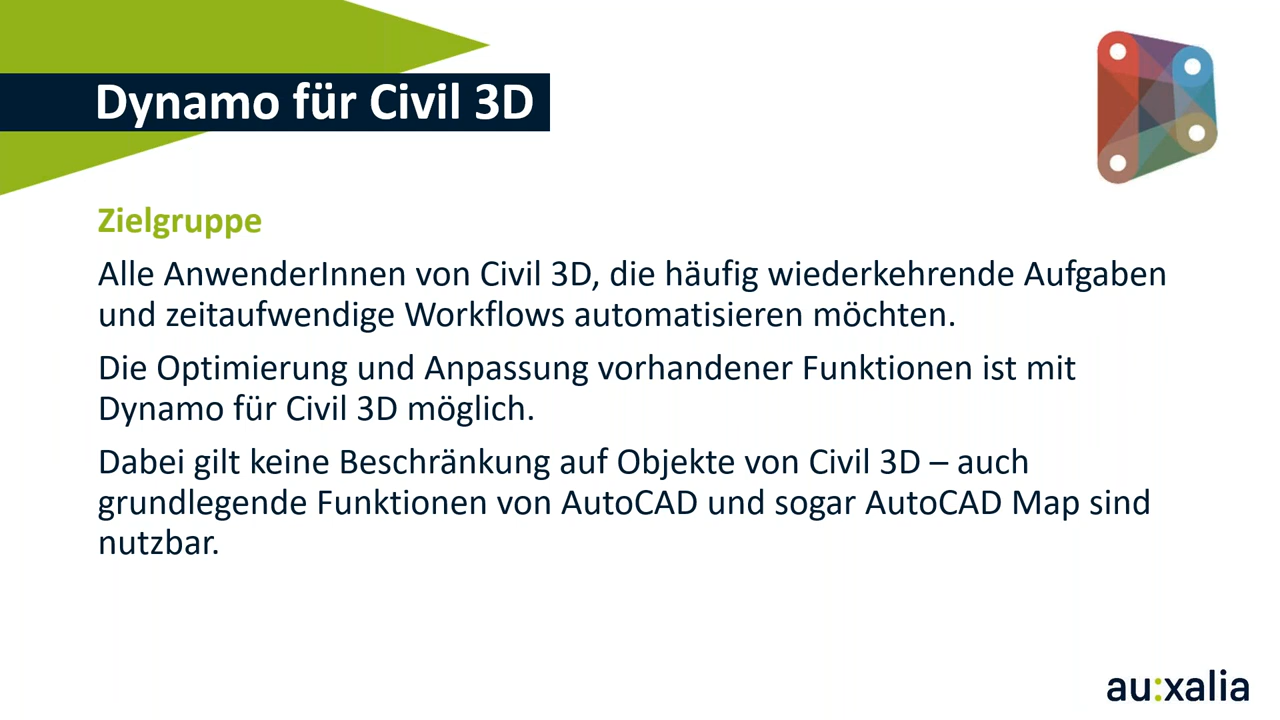 Dynamo für Civil 3D
Zielgruppe
Alle AnwenderInnen von Civil 3D, die häufig wiederkehrende Aufgaben
und zeitaufwendige Workflows automatisieren möchten.
Die Optimierung und Anpassung vorhandener Funktionen ist mit
Dynamo für Civil 3D möglich.
Dabei gilt keine Beschränkung auf Objekte von Civil 3D – auch
grundlegende Funktionen von AutoCAD und sogar AutoCAD Map sind
nutzbar.
au:xalia